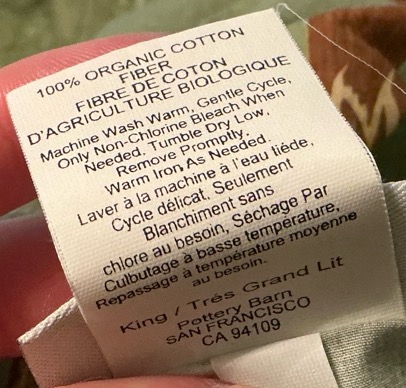 100% ORGANIC COTTON
FIBER
FIBRE DE COTON
D'AGRICULTURE BIOLOGIQUE
Machine Wash Warm, Gentle Cycle,
Only Non-Chlorine Bleach When
Needed. Tumble Dry Low,
Remove Promptly.
Warm Iron As Needed.
Laver à la machine à l'eau liéde,
Cycle délicat, Seulement
Blanchiment sans
chlore au besoin, Séchage Par
Culbutage à basse température,
Repassage à température moyenne
au besoin.
King / Trés Grand Lit
Pottery Barn
SAN FRANCISCO
CA 94109